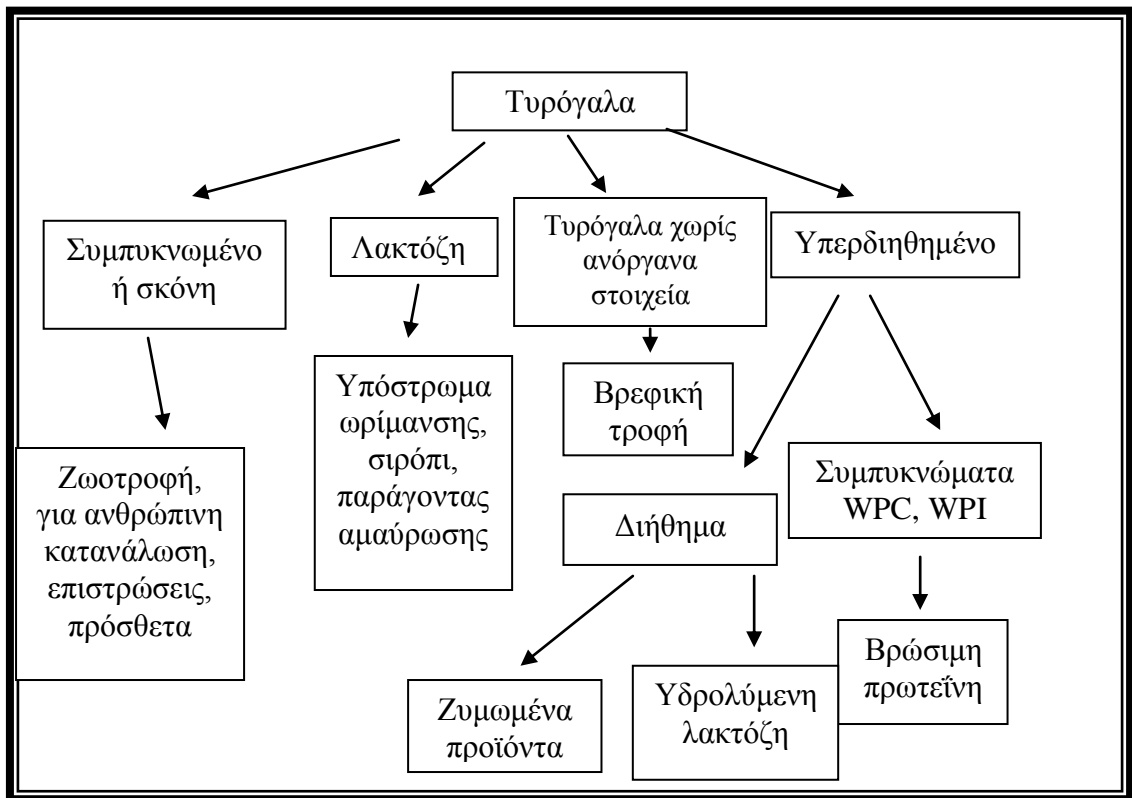 Τυρόγαλα
Συμπυκνωμένο
ή σκόνη
Λακτόζη
Τυρόγαλα χωρίς
ανόργανα
στοιχεία
Υπερδιηθημένο
Υπόστρωμα
ωρίμανσης,
σιρόπι,
παράγοντας
αμαύρωσης
Βρεφική
τροφή
Ζωοτροφή,
για ανθρώπινη
κατανάλωση,
επιστρώσεις,
πρόσθετα
Διήθημα
Συμπυκνώματα
WPC, WPI
Ζυμωμένα
προϊόντα
Υδρολύμενη
λακτόζη
Βρώσιμη
πρωτεΐνη